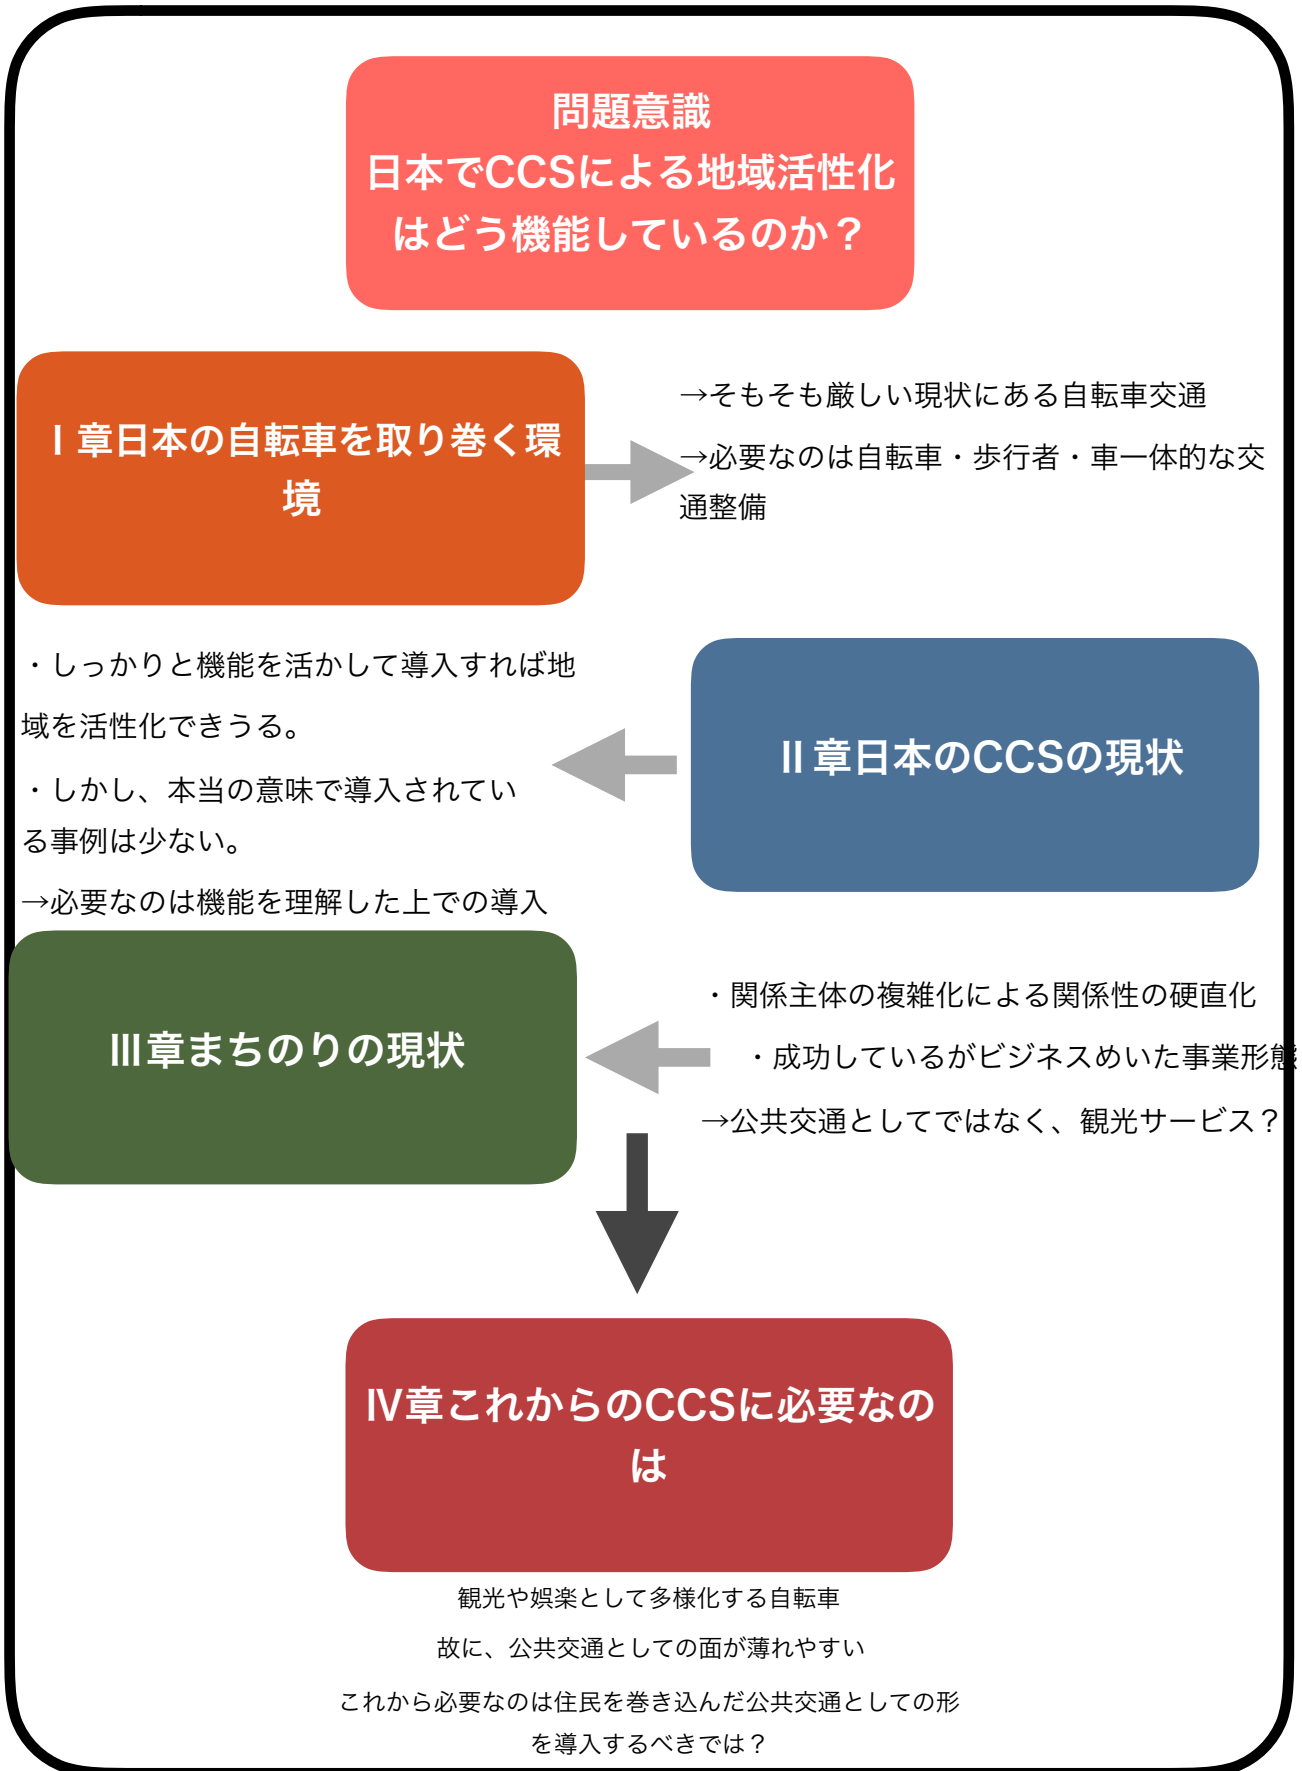 問題意識
日本でCCSによる地域活性化
はどう機能しているのか？
Ⅰ章日本の自転車を取り巻く環
境
→そもそも厳しい現状にある自転車交通
→必要なのは自転車・歩行者・車一体的な交
通整備
・しっかりと機能を活かして導入すれば地
域を活性化できうる。
・しかし、本当の意味で導入されてい
る事例は少ない。
→必要なのは機能を理解した上での導入
Ⅱ章日本のCCSの現状
Ⅲ章まちのりの現状
・関係主体の複雑化による関係性の硬直化
・成功しているがビジネスめいた事業形態
→公共交通としてではなく、観光サービス？
Ⅳ章これからのCCSに必要なの
は
観光や娯楽として多様化する自転車
故に、公共交通としての面が薄れやすい
これから必要なのは住民を巻き込んだ公共交通としての形
を導入するべきでは？